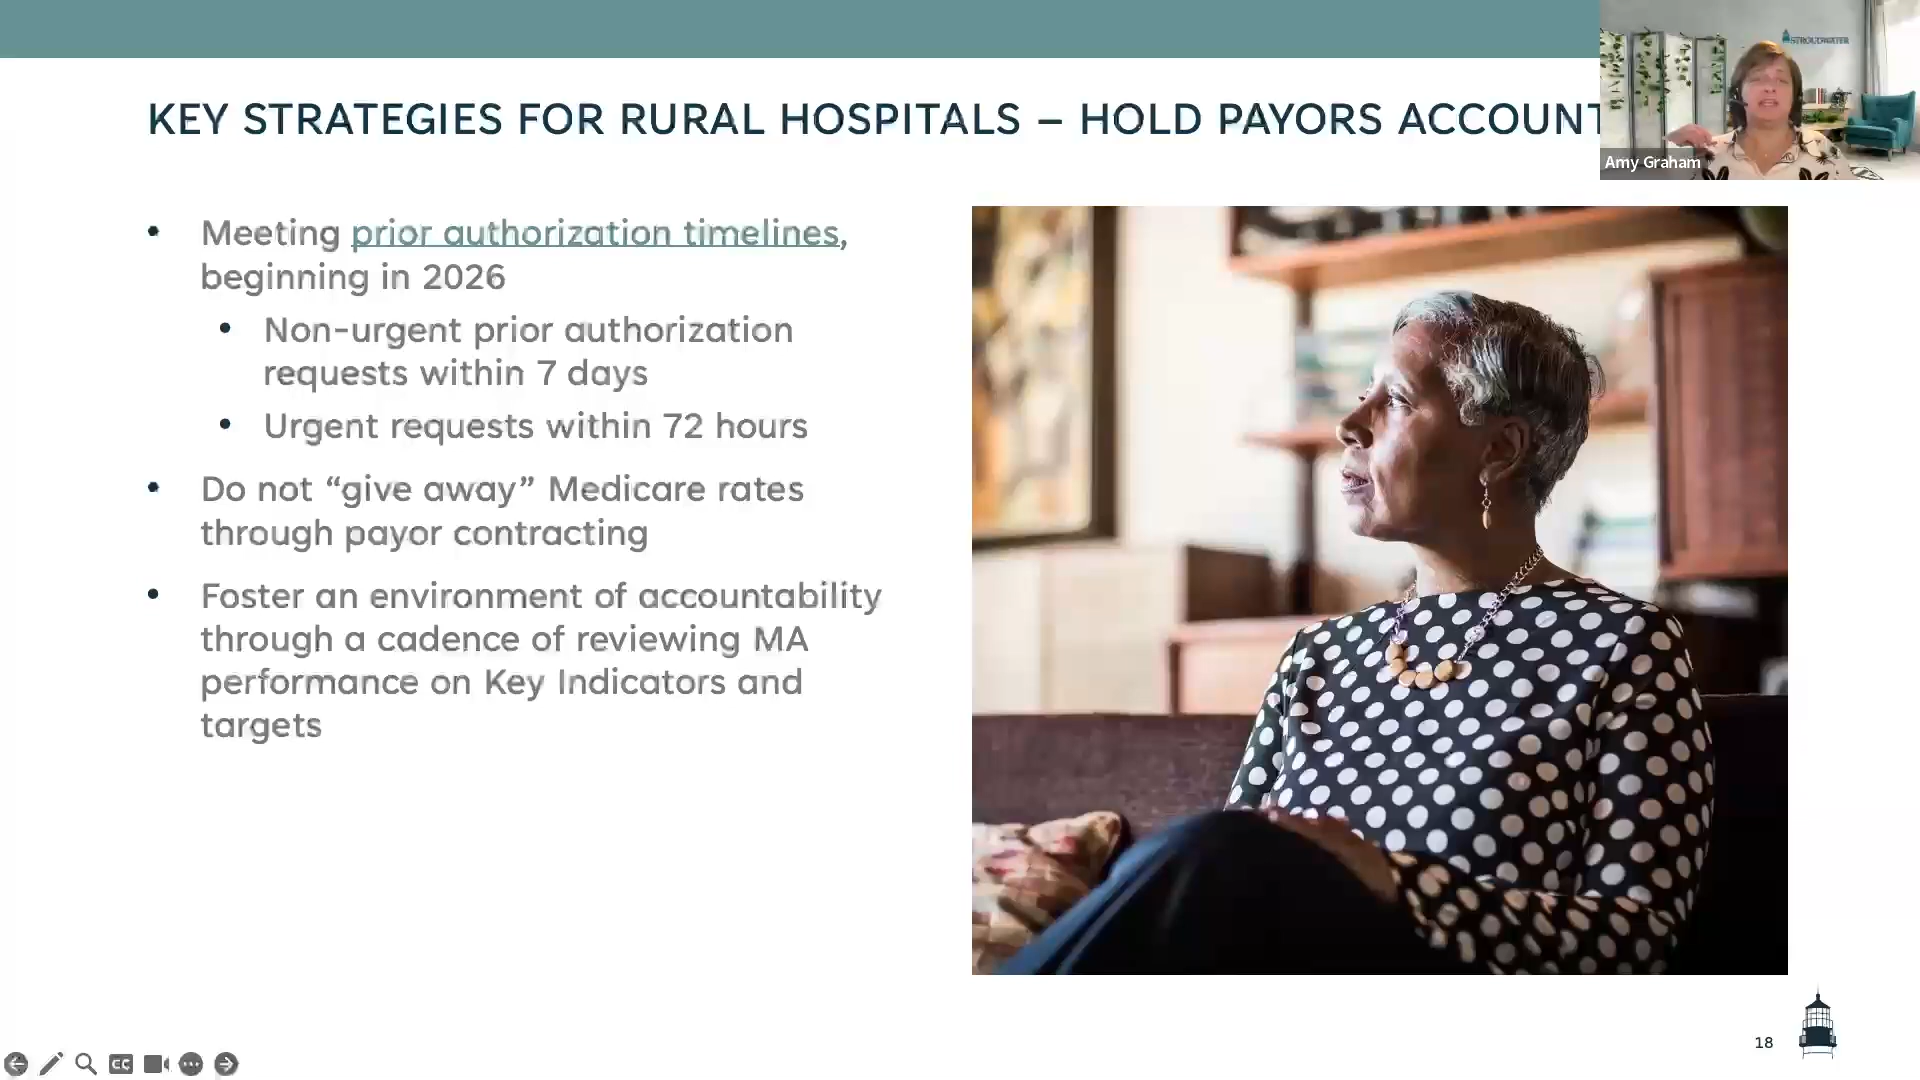 STROUDWATER
KEY STRATEGIES FOR RURAL HOSPITALS – HOLD PAYORS ACCOUNT
Amy Graham
• Meeting prior authorization timelines,
beginning in 2026
• Non-urgent prior authorization
requests within 7 days
• Urgent requests within 72 hours
• Do not “give away” Medicare rates
through payor contracting
• Foster an environment of accountability
through a cadence of reviewing MA
performance on Key Indicators and
targets
18
CC